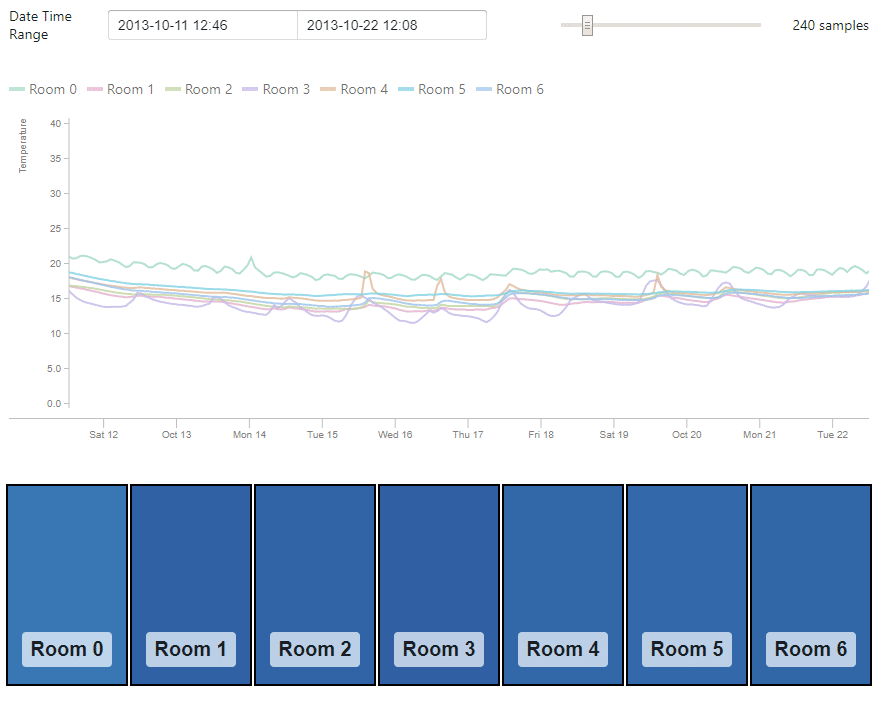 Date Time
Range
2013-10-11 12:46
2013-10-22 12:08
240 samples
Room 0 Room 1 Room 2 Room 3 Room 4 Room 5 Room 6
Temperature
40
35
30
25
20
15
10
5.0
0.0
Sat 12 Oct 13 Mon 14 Tue 15 Wed 16 Thu 17 Fri 18 Sat 19 Oct 20 Mon 21 Tue 22
Room 0 Room 1 Room 2 Room 3 Room 4 Room 5 Room 6